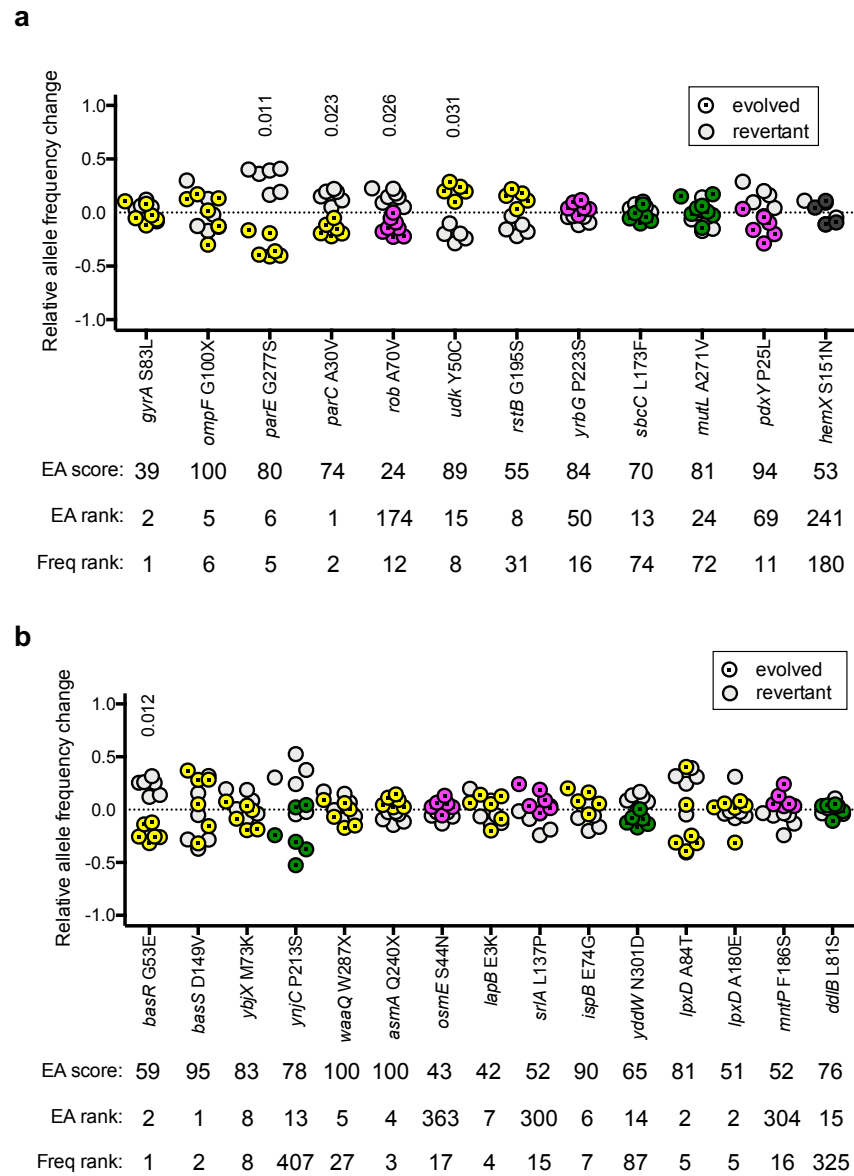 a
Relative allele frequency change
1.0
0.5
0.0
-0.5
-1.0
0.011
0.023
0.026
0.031
evolved
revertant
gyrA S83L
ompF G100X
parE G277S
parC A30V
rob A70V
udk Y50C
rstB G195S
yrbG P223S
sbcC L173F
mutL A271V
pdxY P25L
hemX S151N
EA score: 39 100 80 74 24 89 55 84 70 81 94 53
EA rank: 2 5 6 1 174 15 8 50 13 24 69 241
Freq rank: 1 6 5 2 12 8 31 16 74 72 11 180
b
Relative allele frequency change
1.0
0.5
0.0
-0.5
-1.0
0.012
evolved
revertant
basR G53E
basS D149V
ybjX M73K
ynjC P213S
waaQ W287X
asmA Q240X
osmE S44N
lapB E3K
srlA L137P
ispB E74G
yddW N301D
lpxD A84T
lpxD A180E
mntP F186S
ddlB L81S
EA score: 59 95 83 78 100 100 43 42 52 90 65 81 51 52 76
EA rank: 2 1 8 13 5 4 363 7 300 6 14 2 2 304 15
Freq rank: 1 2 8 407 27 3 17 4 15 7 87 5 5 16 325